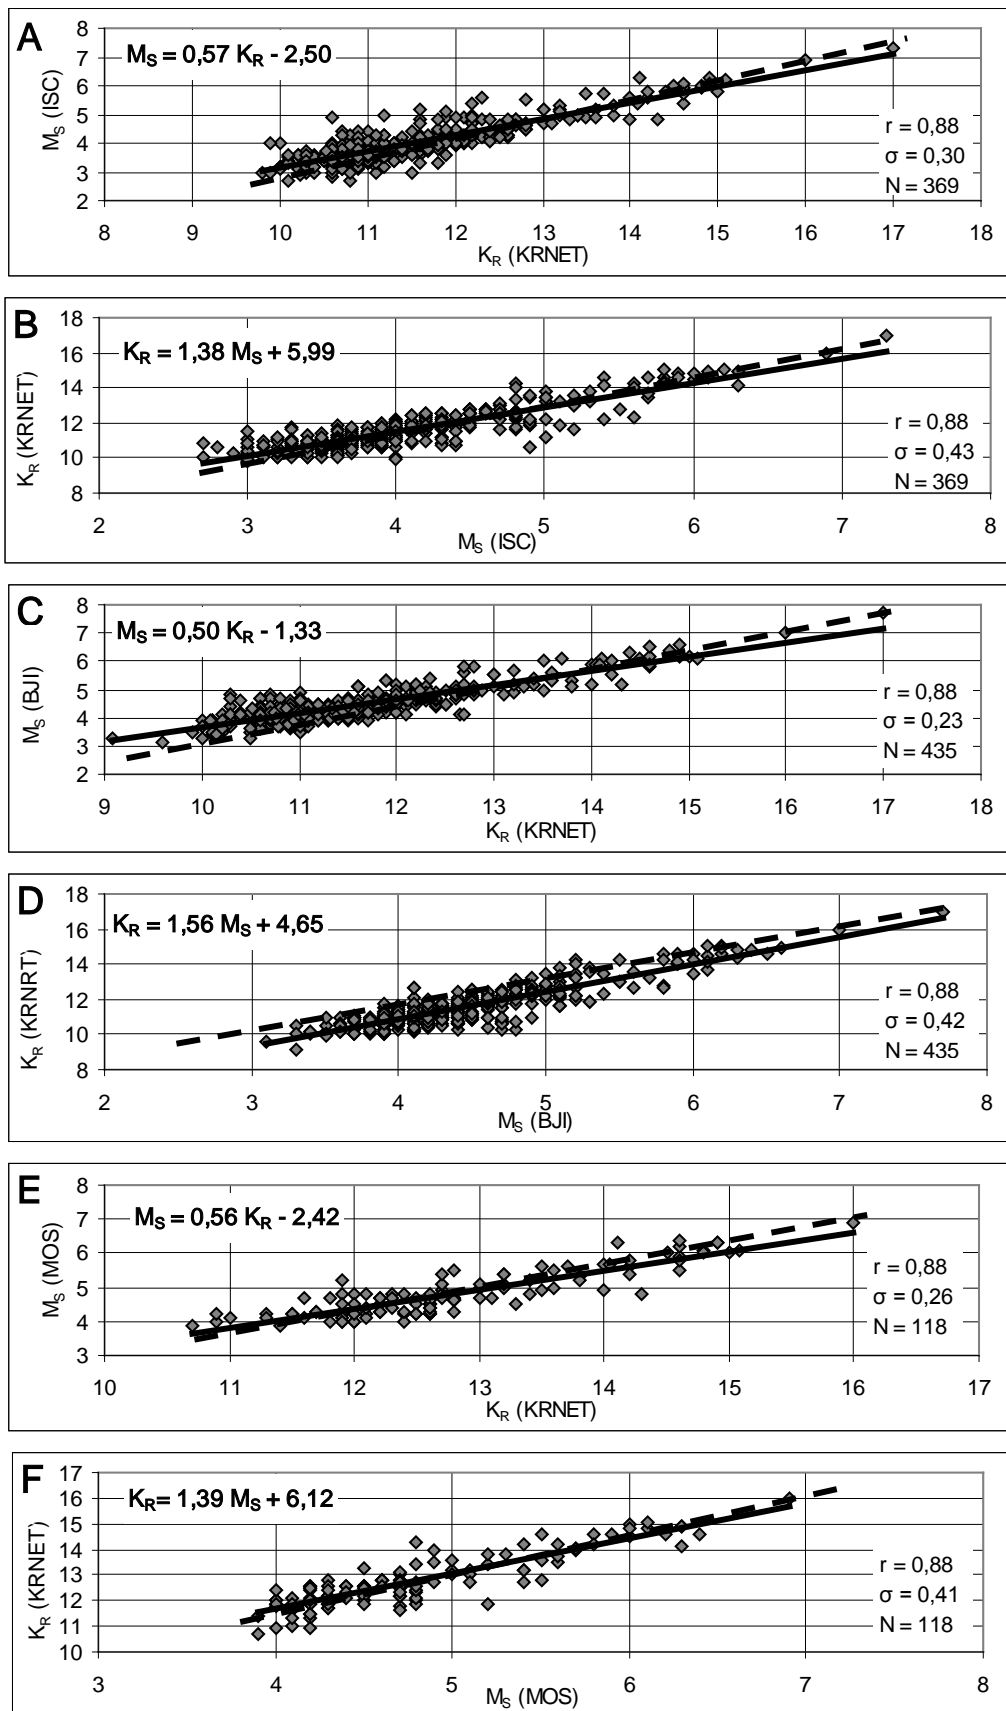 A
M_S = 0,57 K_R - 2,50
8
7
6
5
4
3
2
M_S (ISC)
r = 0,88
σ = 0,30
N = 369
8 9 10 11 12 13 14 15 16 17 18
K_R (KRNET)
B
K_R = 1,38 M_S + 5,99
18
16
14
12
10
8
K_R (KRNET)
r = 0,88
σ = 0,43
N = 369
2 3 4 5 6 7 8
M_S (ISC)
C
M_S = 0,50 K_R - 1,33
8
7
6
5
4
3
2
M_S (BJI)
r = 0,88
σ = 0,23
N = 435
9 10 11 12 13 14 15 16 17 18
K_R (KRNET)
D
K_R = 1,56 M_S + 4,65
18
16
14
12
10
8
K_R (KRNRT)
r = 0,88
σ = 0,42
N = 435
2 3 4 5 6 7 8
M_S (BJI)
E
M_S = 0,56 K_R - 2,42
8
7
6
5
4
3
M_S (MOS)
r = 0,88
σ = 0,26
N = 118
10 11 12 13 14 15 16 17
K_R (KRNET)
F
K_R = 1,39 M_S + 6,12
17
16
15
14
13
12
11
10
K_R (KRNET)
r = 0,88
σ = 0,41
N = 118
3 4 5 6 7 8
M_S (MOS)